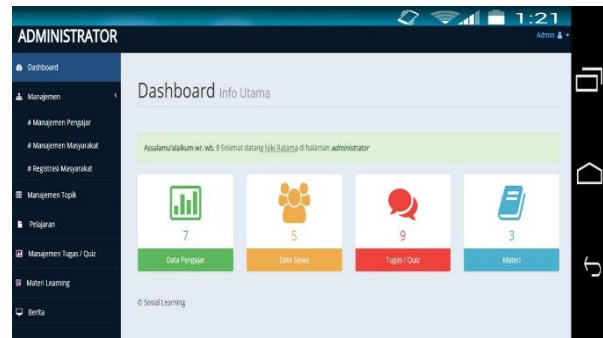 1:21
ADMINISTRATOR
Admin
Dashboard
Manajemen
# Manajemen Pengajar
# Manajemen Masyarakat
# Registrasi Masyarakat
Manajemen Topik
Pelajaran
Manajemen Tugas / Quiz
Materi Learning
Berita
Dashboard Info Utama
Assalamu'alaikum wr. wb. !! Selamat datang Niki Ratama di halaman administrator
7
Data Pengajar
5
Data Siswa
9
Tugas / Quiz
3
Materi
© Sosial Learning